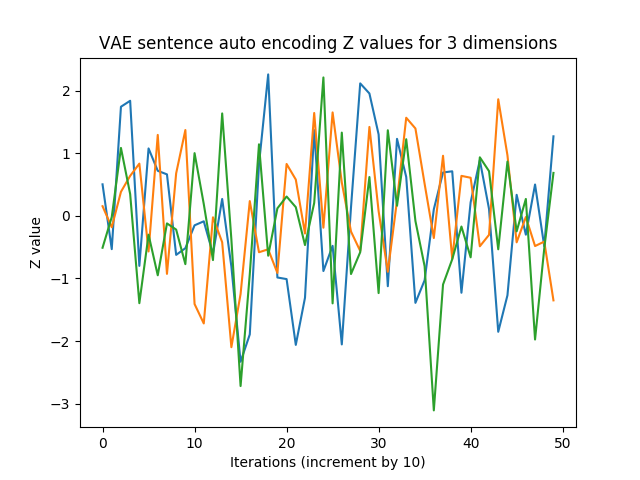 VAE sentence auto encoding Z values for 3 dimensions
Z value
2
1
0
−1
−2
−3
0 10 20 30 40 50
Iterations (increment by 10)